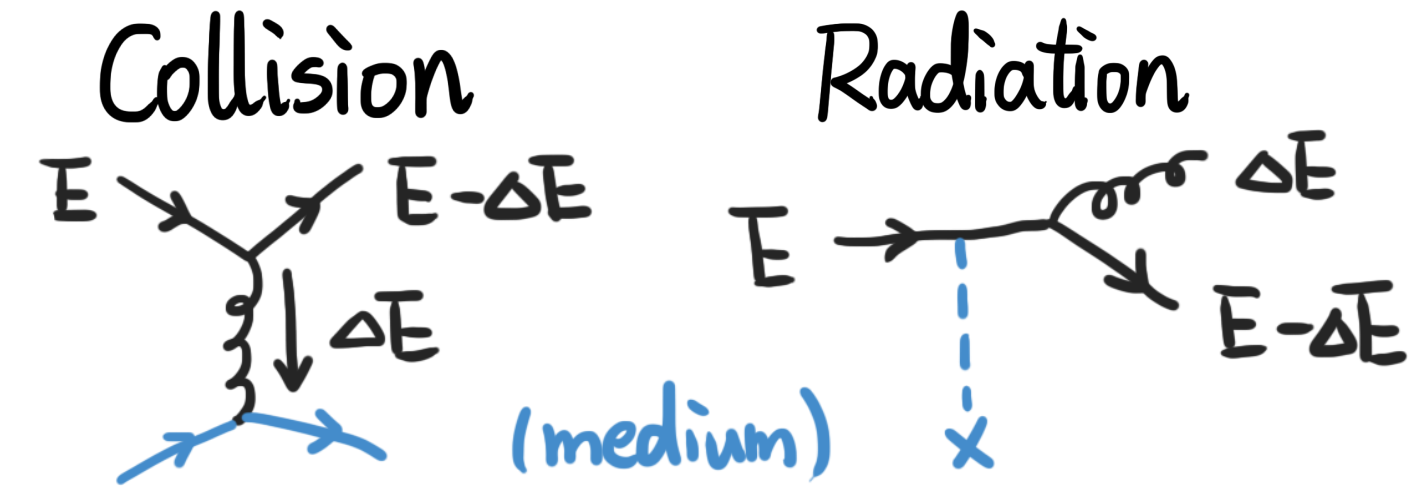 Collision
E
E-ΔE
ΔE
(medium)
Radiation
E
ΔE
E-ΔE
X